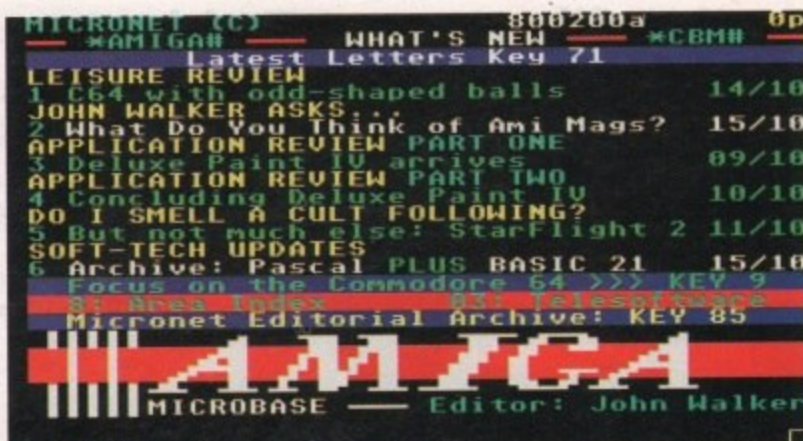 MICRONET (C) 800200a 0p
*AMIGA# WHAT'S NEW *CBM#
Latest Letters Key 71
LEISURE REVIEW
1 C64 with odd-shaped balls 14/10
JOHN WALKER ASKS...
2 What Do You Think of Ami Mags? 15/10
APPLICATION REVIEW PART ONE
3 Deluxe Paint IV arrives 09/10
APPLICATION REVIEW PART TWO
4 Concluding Deluxe Paint IV 10/10
DO I SMELL A CULT FOLLOWING?
5 But not much else: StarFlight 2 11/10
SOFT-TECH UPDATES
6 Archive: Pascal PLUS BASIC 21 15/10
Focus on the Commodore 64 >>> KEY 9
8: Area Index 83: Telesoftware
Micronet Editorial Archive: KEY 85
AMIGA
MICROBASE — Editor: John Walker